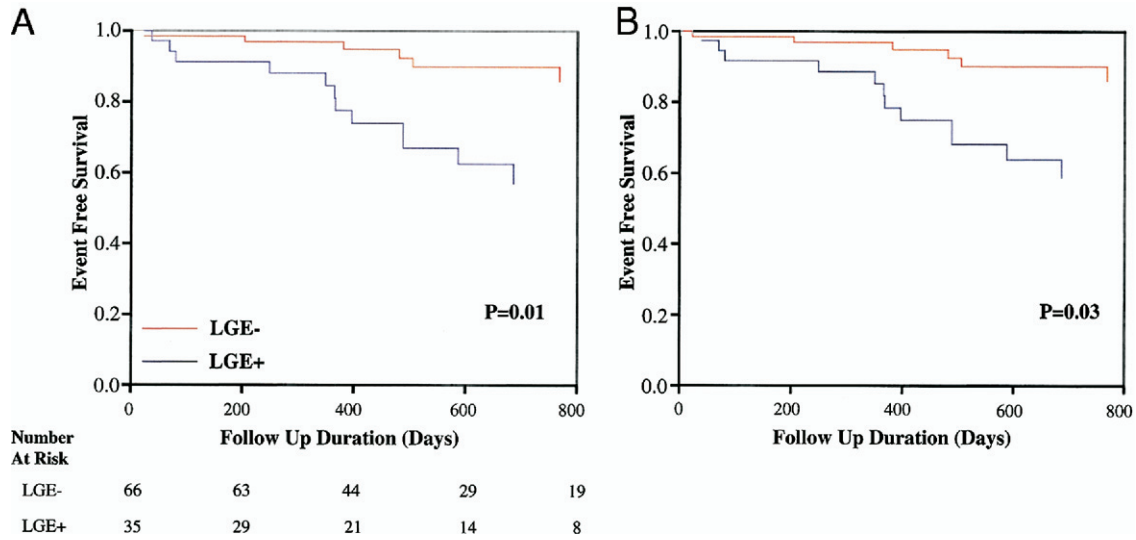 A
Event Free Survival
1.0
0.8
0.6
0.4
0.2
0.0
P=0.01
LGE-
LGE+
0 200 400 600 800
Follow Up Duration (Days)
Number
At Risk
LGE- 66 63 44 29 19
LGE+ 35 29 21 14 8
B
Event Free Survival
1.0
0.8
0.6
0.4
0.2
0.0
P=0.03
0 200 400 600 800
Follow Up Duration (Days)